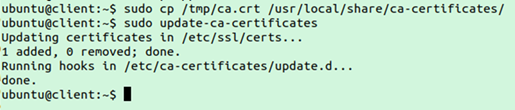 ubuntu@client:~$ sudo cp /tmp/ca.crt /usr/local/share/ca-certificates/
ubuntu@client:~$ sudo update-ca-certificates
Updating certificates in /etc/ssl/certs...
1 added, 0 removed; done.
Running hooks in /etc/ca-certificates/update.d...
done.
ubuntu@client:~$